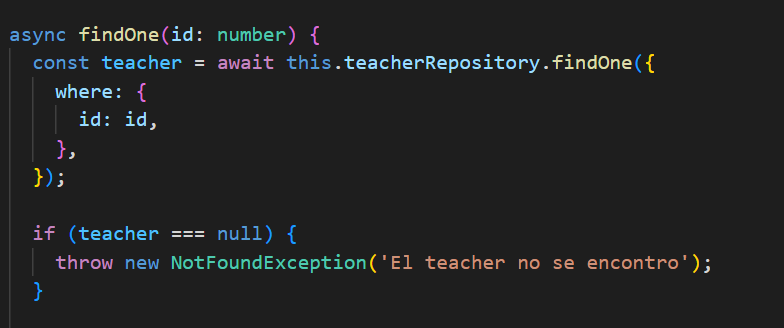 async findOne(id: number) {
const teacher = await this.teacherRepository.findOne({
where: {
id: id,
},
});
if (teacher === null) {
throw new NotFoundException('El teacher no se encontro');
}